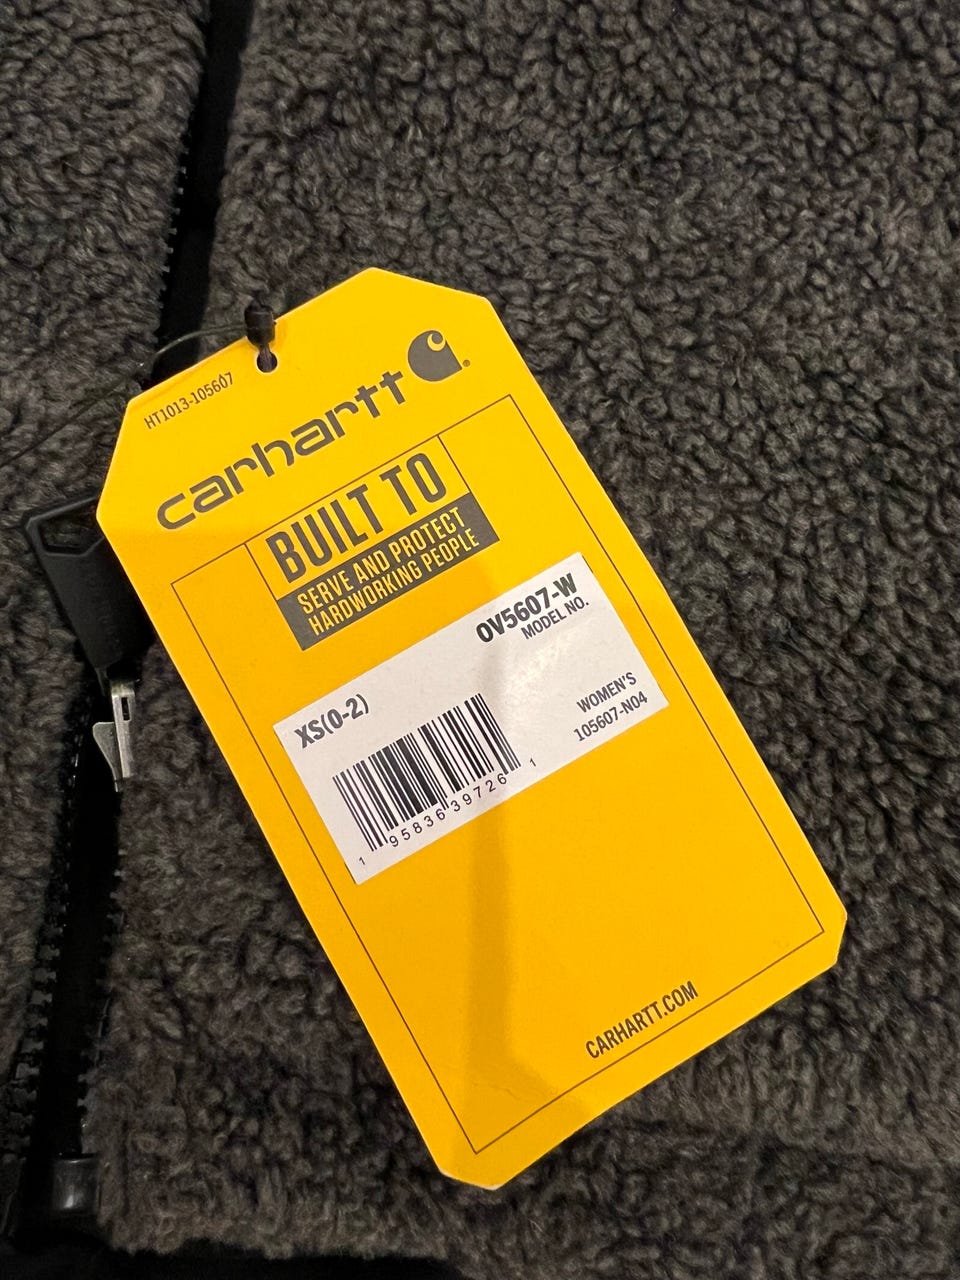 HT1013-105607
carhartt
BUILT TO
SERVE AND PROTECT
HARDWORKING PEOPLE
OV5607-W
MODEL NO.
XS(0-2)
WOMEN'S
105607-N04
1 95836 39726 1
CARHARTT.COM